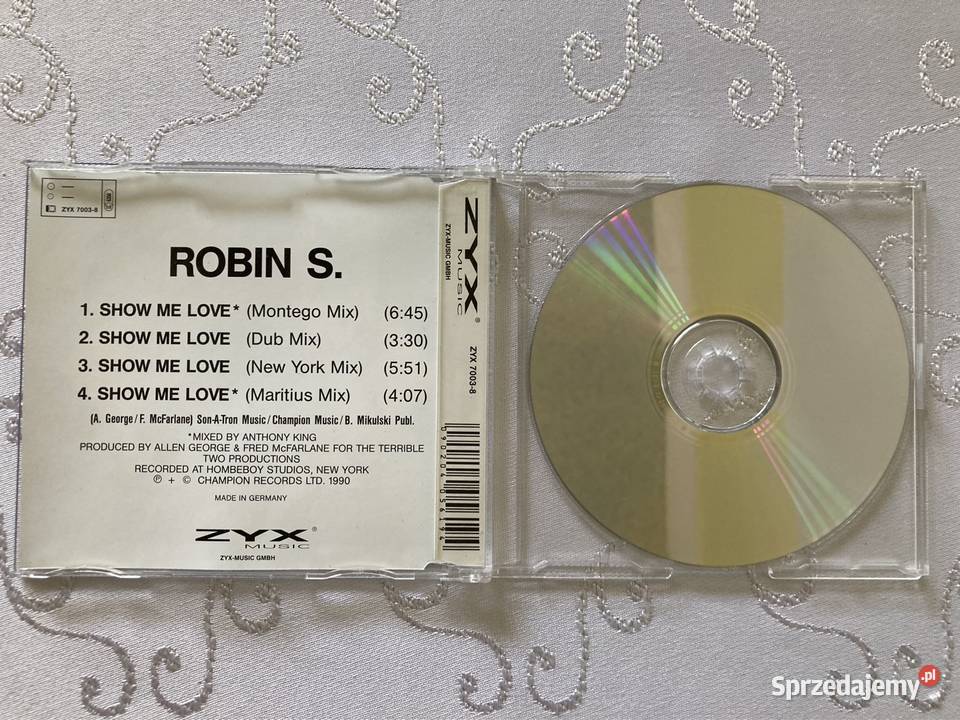 ZYX 7003-8
ROBIN S.
1. SHOW ME LOVE* (Montego Mix) (6:45)
2. SHOW ME LOVE (Dub Mix) (3:30)
3. SHOW ME LOVE (New York Mix) (5:51)
4. SHOW ME LOVE* (Maritius Mix) (4:07)
(A. George/F. McFarlane) Son-A-Tron Music/Champion Music/B. Mikulski Publ.
*MIXED BY ANTHONY KING
PRODUCED BY ALLEN GEORGE & FRED McFARLANE FOR THE TERRIBLE
TWO PRODUCTIONS
RECORDED AT HOMBEBOY STUDIOS, NEW YORK
℗ + © CHAMPION RECORDS LTD. 1990
MADE IN GERMANY
ZYX®
MUSIC
ZYX-MUSIC GMBH
ZYX®
MUSIC
ZYX-MUSIC GMBH
ZYX 7003-8
090204056194
Sprzedajemy.pl